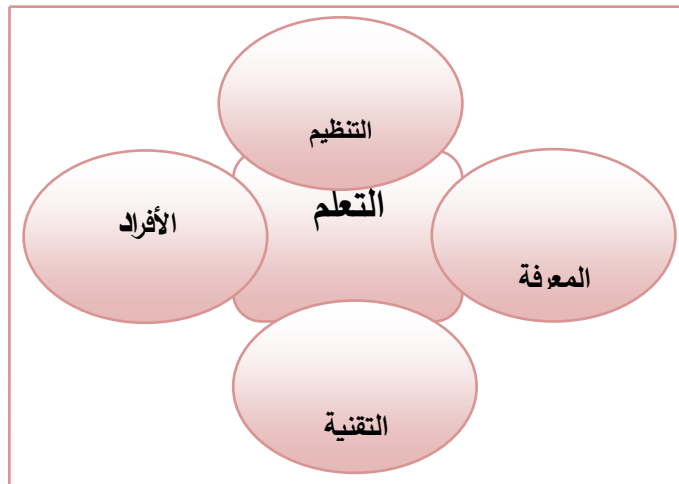 التنظيم
التعلم
الأفراد
المعرفة
التقنية